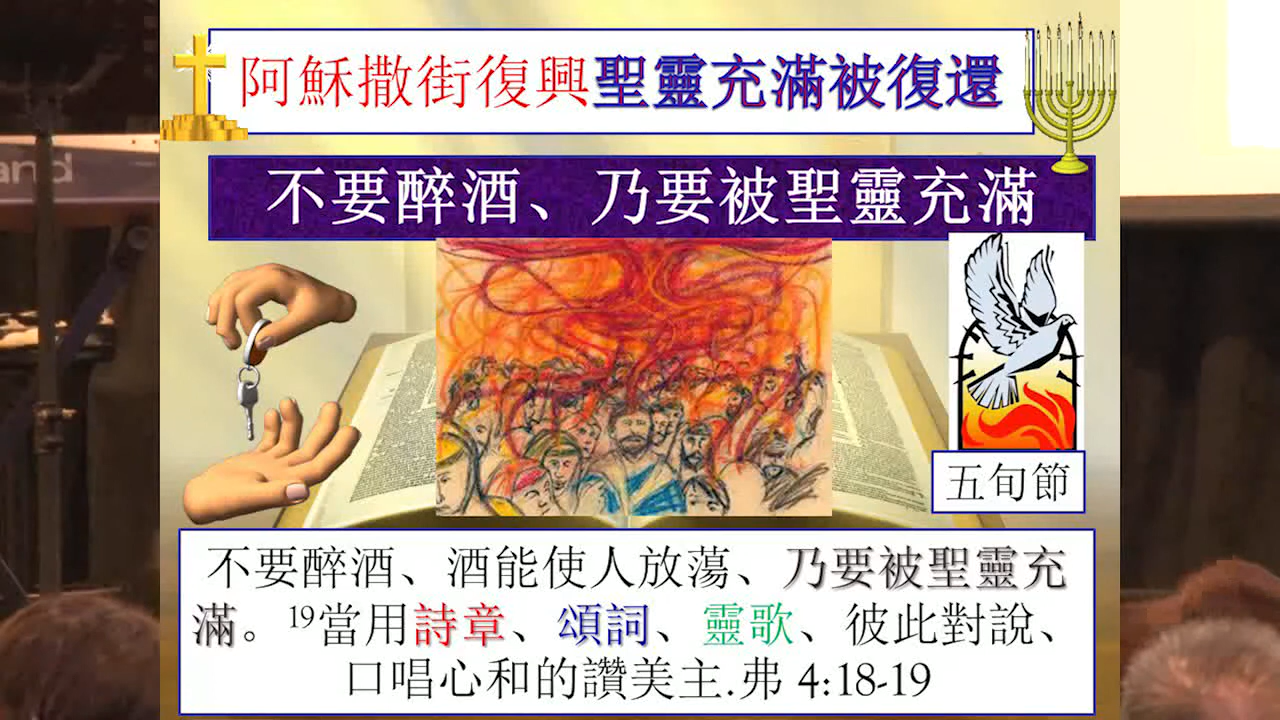 阿穌撒街復興聖靈充滿被復還
不要醉酒、乃要被聖靈充滿
五旬節
不要醉酒、酒能使人放蕩、乃要被聖靈充
滿。19當用詩章、頌詞、靈歌、彼此對說、
口唱心和的讚美主.弗 4:18-19
and